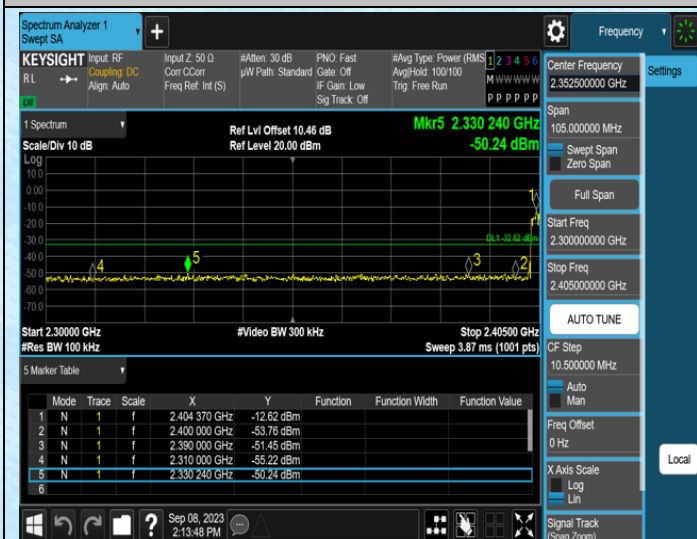 Spectrum Analyzer 1
Swept SA
Frequency
KEYSIGHT
RL
LM
Input: RF
Coupling: DC
Align: Auto
Input Z: 50 Ω
Corr CCorr
Freq Ref: Int (S)
#Atten: 30 dB
µW Path: Standard
PNO: Fast
Gate: Off
IF Gain: Low
Sig Track: Off
#Avg Type: Power (RMS
Avg|Hold: 100/100
Trig: Free Run
1 2 3 4 5 6
M W W W W W
P P P P P P
1 Spectrum
Scale/Div 10 dB
Ref Lvl Offset 10.46 dB
Ref Level 20.00 dBm
Mkr5 2.330 240 GHz
-50.24 dBm
Log
10.0
0.00
-10.0
-20.0
-30.0
-40.0
-50.0
-60.0
-70.0
1
DL1 -32.62 dBm
4
5
3
2
Start 2.30000 GHz
#Res BW 100 kHz
#Video BW 300 kHz
Stop 2.40500 GHz
Sweep 3.87 ms (1001 pts)
5 Marker Table
Mode Trace Scale X Y Function Function Width Function Value
1 N 1 f 2.404 370 GHz -12.62 dBm
2 N 1 f 2.400 000 GHz -53.76 dBm
3 N 1 f 2.390 000 GHz -51.45 dBm
4 N 1 f 2.310 000 GHz -55.22 dBm
5 N 1 f 2.330 240 GHz -50.24 dBm
6
Sep 08, 2023
2:13:48 PM
Center Frequency
2.352500000 GHz
Span
105.000000 MHz
Swept Span
Zero Span
Full Span
Start Freq
2.300000000 GHz
Stop Freq
2.405000000 GHz
AUTO TUNE
CF Step
10.500000 MHz
Auto
Man
Freq Offset
0 Hz
X Axis Scale
Log
Lin
Signal Track
(Span Zoom)
Settings
Local